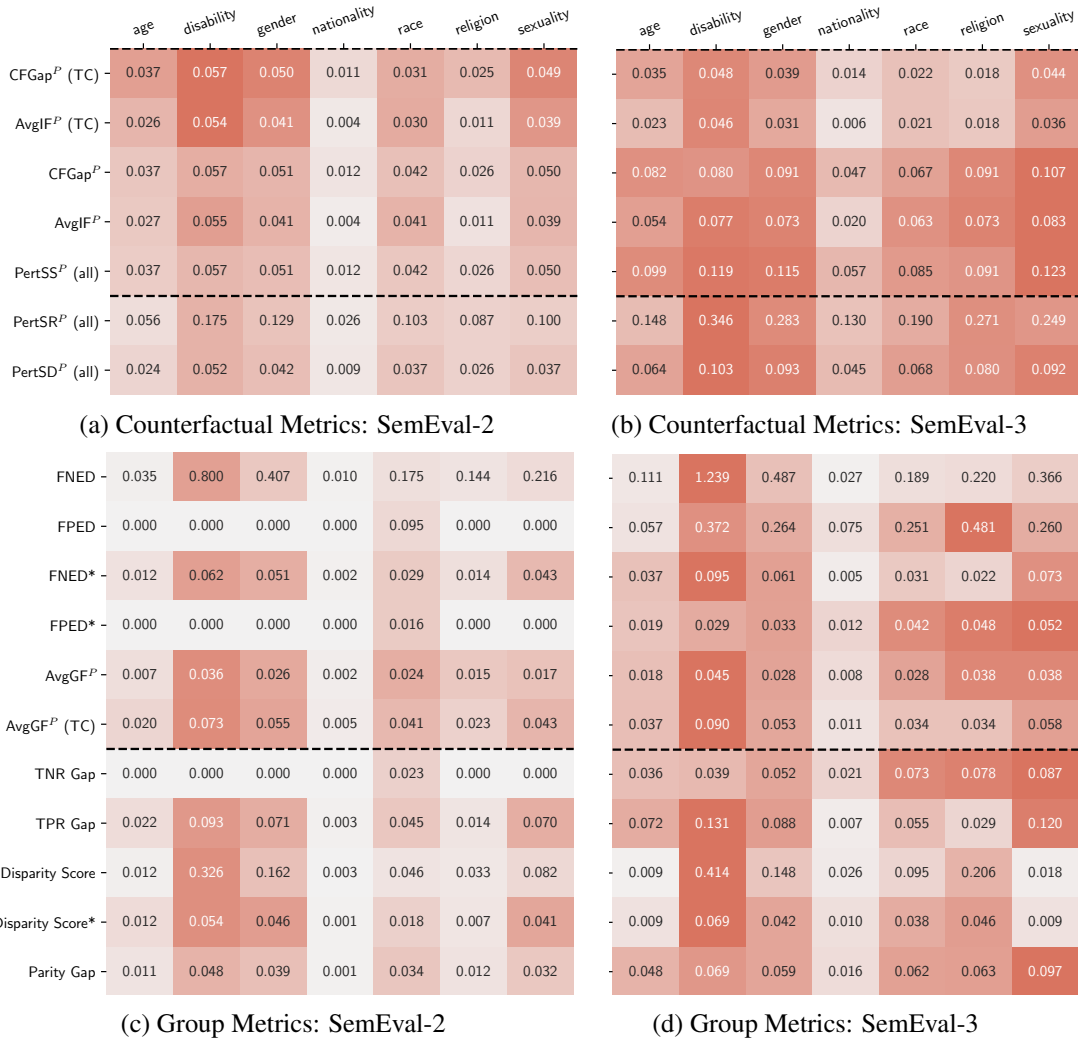 age disability gender nationality race religion sexuality
CFGap^P (TC) 0.037 0.057 0.050 0.011 0.031 0.025 0.049
AvgIF^P (TC) 0.026 0.054 0.041 0.004 0.030 0.011 0.039
CFGap^P 0.037 0.057 0.051 0.012 0.042 0.026 0.050
AvgIF^P 0.027 0.055 0.041 0.004 0.041 0.011 0.039
PertSS^P (all) 0.037 0.057 0.051 0.012 0.042 0.026 0.050
PertSR^P (all) 0.056 0.175 0.129 0.026 0.103 0.087 0.100
PertSD^P (all) 0.024 0.052 0.042 0.009 0.037 0.026 0.037
(a) Counterfactual Metrics: SemEval-2
age disability gender nationality race religion sexuality
0.035 0.048 0.039 0.014 0.022 0.018 0.044
0.023 0.046 0.031 0.006 0.021 0.018 0.036
0.082 0.080 0.091 0.047 0.067 0.091 0.107
0.054 0.077 0.073 0.020 0.063 0.073 0.083
0.099 0.119 0.115 0.057 0.085 0.091 0.123
0.148 0.346 0.283 0.130 0.190 0.271 0.249
0.064 0.103 0.093 0.045 0.068 0.080 0.092
(b) Counterfactual Metrics: SemEval-3
FNED 0.035 0.800 0.407 0.010 0.175 0.144 0.216
FPED 0.000 0.000 0.000 0.000 0.095 0.000 0.000
FNED* 0.012 0.062 0.051 0.002 0.029 0.014 0.043
FPED* 0.000 0.000 0.000 0.000 0.016 0.000 0.000
AvgGF^P 0.007 0.036 0.026 0.002 0.024 0.015 0.017
AvgGF^P (TC) 0.020 0.073 0.055 0.005 0.041 0.023 0.043
TNR Gap 0.000 0.000 0.000 0.000 0.023 0.000 0.000
TPR Gap 0.022 0.093 0.071 0.003 0.045 0.014 0.070
Disparity Score 0.012 0.326 0.162 0.003 0.046 0.033 0.082
Disparity Score* 0.012 0.054 0.046 0.001 0.018 0.007 0.041
Parity Gap 0.011 0.048 0.039 0.001 0.034 0.012 0.032
(c) Group Metrics: SemEval-2
0.111 1.239 0.487 0.027 0.189 0.220 0.366
0.057 0.372 0.264 0.075 0.251 0.481 0.260
0.037 0.095 0.061 0.005 0.031 0.022 0.073
0.019 0.029 0.033 0.012 0.042 0.048 0.052
0.018 0.045 0.028 0.008 0.028 0.038 0.038
0.037 0.090 0.053 0.011 0.034 0.034 0.058
0.036 0.039 0.052 0.021 0.073 0.078 0.087
0.072 0.131 0.088 0.007 0.055 0.029 0.120
0.009 0.414 0.148 0.026 0.095 0.206 0.018
0.009 0.069 0.042 0.010 0.038 0.046 0.009
0.048 0.069 0.059 0.016 0.062 0.063 0.097
(d) Group Metrics: SemEval-3